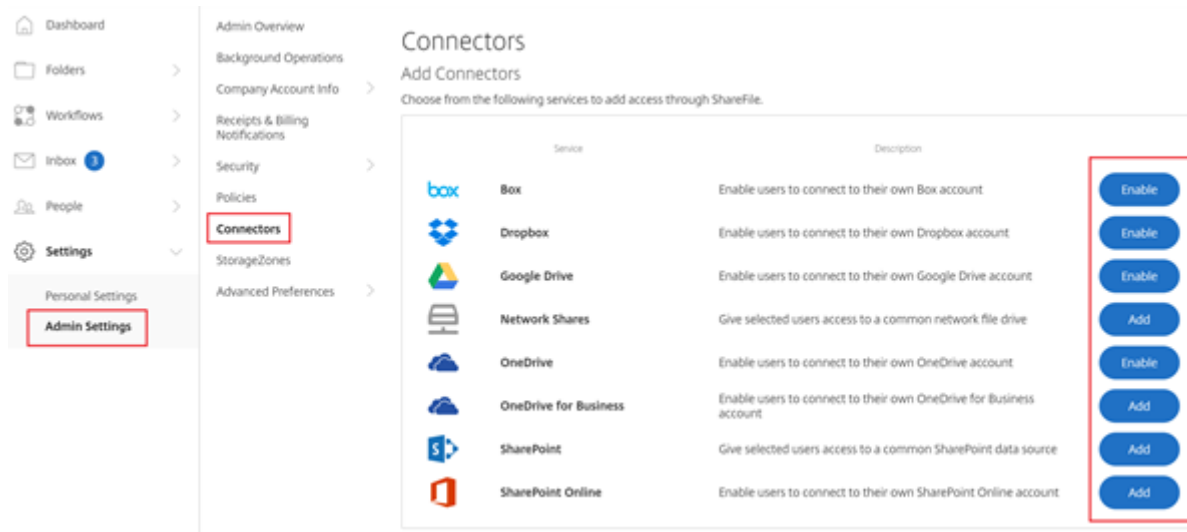 Dashboard
Folders
Workflows
Inbox 3
People
Settings
Personal Settings
Admin Settings
Admin Overview
Background Operations
Company Account Info
Receipts & Billing
Notifications
Security
Policies
Connectors
StorageZones
Advanced Preferences
Connectors
Add Connectors
Choose from the following services to add access through ShareFile.
Service Description
box Box Enable users to connect to their own Box account Enable
Dropbox Enable users to connect to their own Dropbox account Enable
Google Drive Enable users to connect to their own Google Drive account Enable
Network Shares Give selected users access to a common network file drive Add
OneDrive Enable users to connect to their own OneDrive account Enable
OneDrive for Business Enable users to connect to their own OneDrive for Business
account Add
SharePoint Give selected users access to a common SharePoint data source Add
SharePoint Online Enable users to connect to their own SharePoint Online account Add